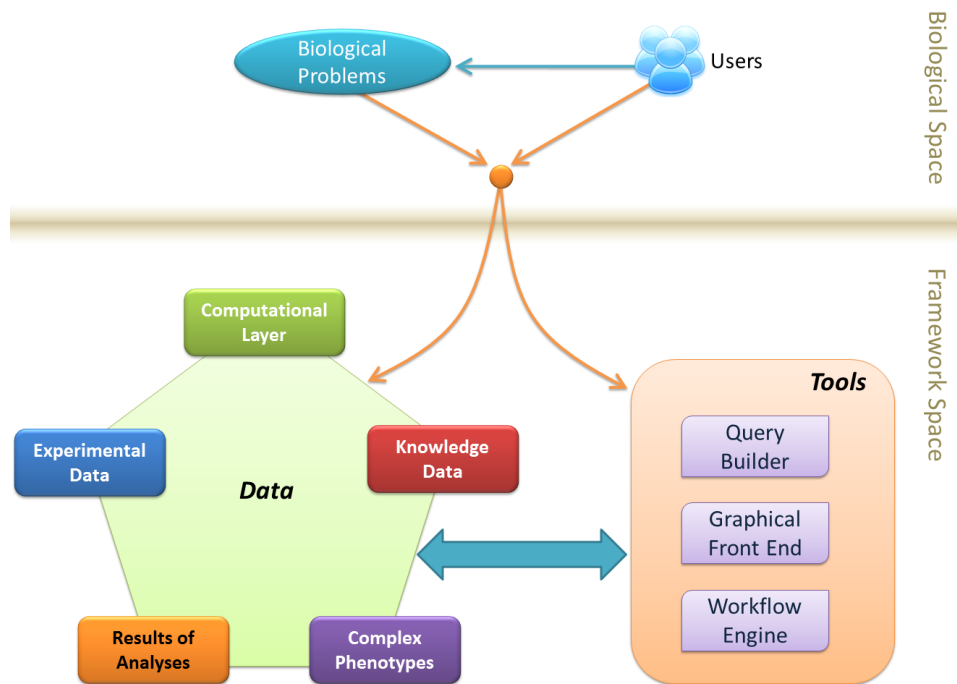 Biological
Problems
Users
Biological Space
Framework Space
Computational
Layer
Experimental
Data
Knowledge
Data
Data
Results of
Analyses
Complex
Phenotypes
Tools
Query
Builder
Graphical
Front End
Workflow
Engine